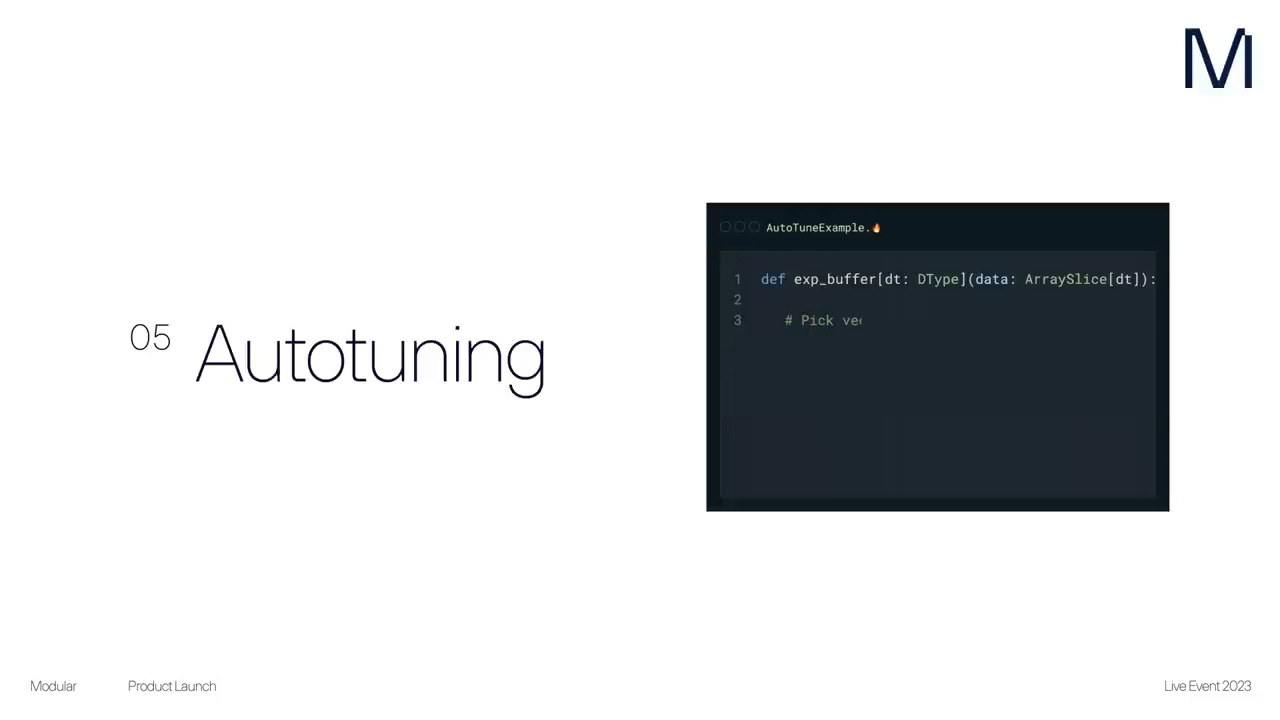 M
05 Autotuning
AutoTuneExample.🔥
1 def exp_buffer[dt: DType](data: ArraySlice[dt]):
2
3 # Pick vec
Modular Product Launch Live Event 2023